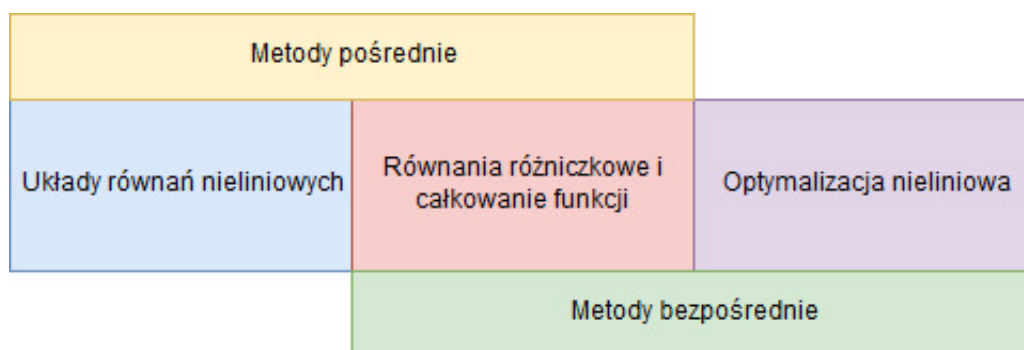 Metody pośrednie
Układy równań nieliniowych
Równania różniczkowe i
całkowanie funkcji
Optymalizacja nieliniowa
Metody bezpośrednie